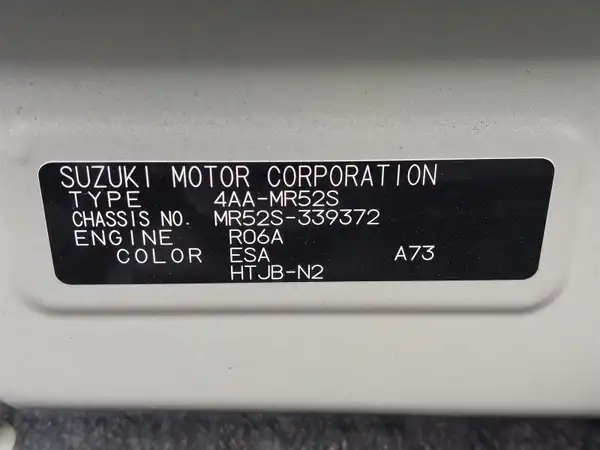 SUZUKI MOTOR CORPORATION
TYPE 4AA-MR52S
CHASSIS NO. MR52S-339372
ENGINE R06A
COLOR ESA A73
HTJB-N2